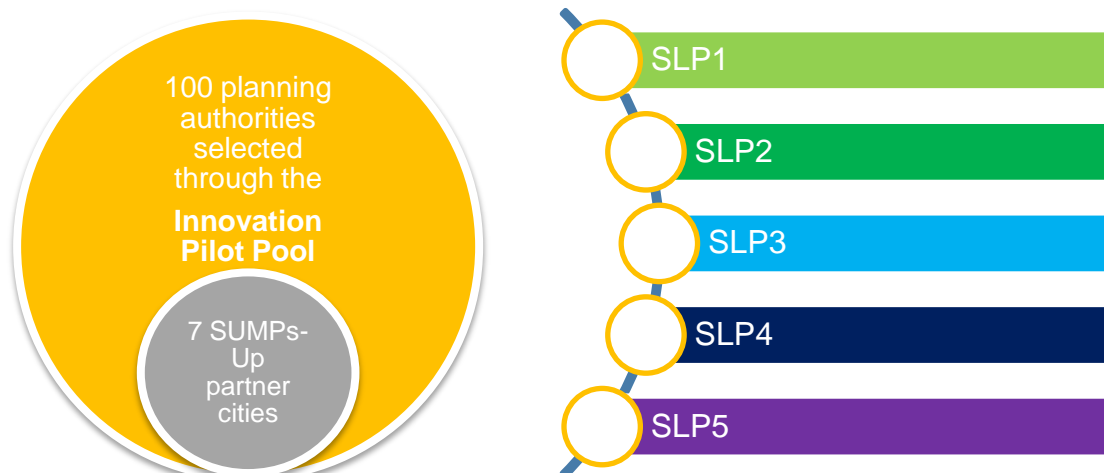 100 planning
authorities
selected
through the
Innovation
Pilot Pool
7 SUMPs-
Up
partner
cities
SLP1
SLP2
SLP3
SLP4
SLP5